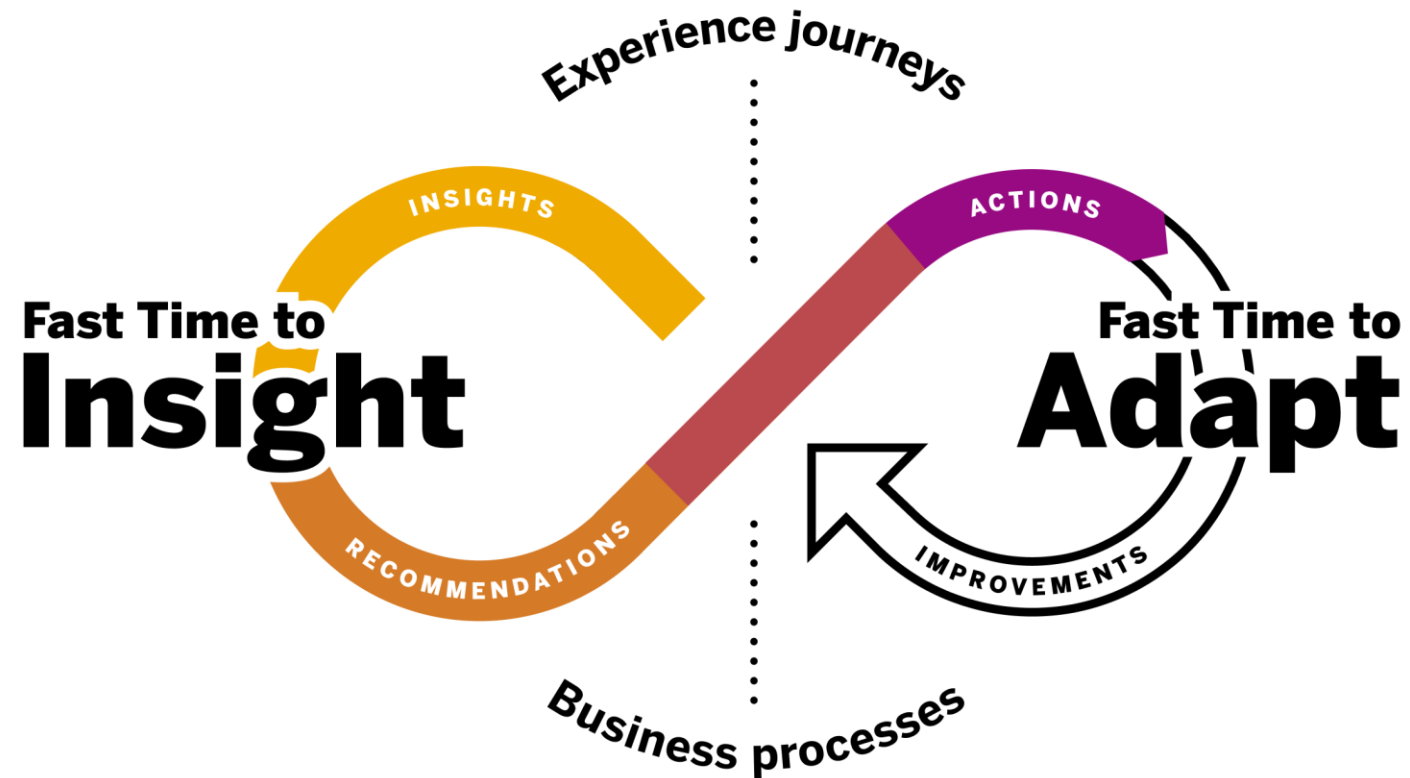 Experience journeys
INSIGHTS
ACTIONS
Fast Time to
Insight
Fast Time to
Adapt
RECOMMENDATIONS
IMPROVEMENTS
Business processes